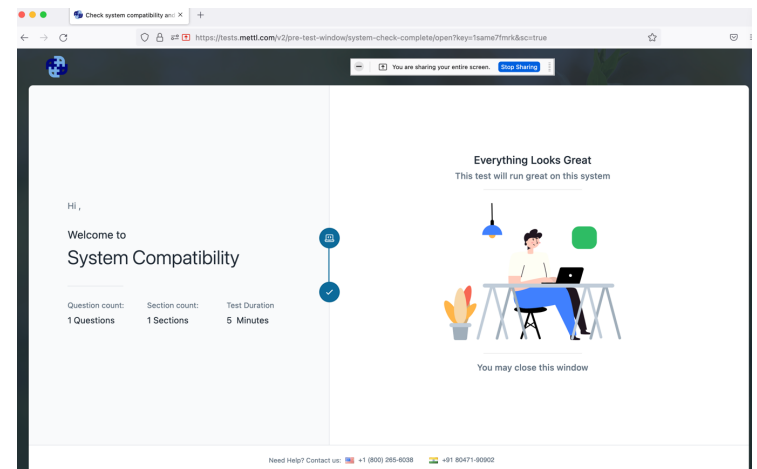 Check system compatibility and
https://tests.mettl.com/v2/pre-test-window/system-check-complete/open?key=1same7fmrk&sc=true
You are sharing your entire screen. Stop Sharing
Everything Looks Great
This test will run great on this system
Hi ,
Welcome to
System Compatibility
Question count: Section count: Test Duration
1 Questions 1 Sections 5 Minutes
You may close this window
Need Help? Contact us: +1 (800) 265-6038 +91 80471-90902